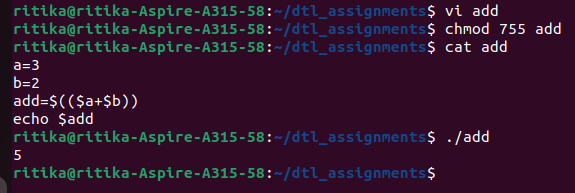 ritika@ritika-Aspire-A315-58:~/dtl_assignments$ vi add
ritika@ritika-Aspire-A315-58:~/dtl_assignments$ chmod 755 add
ritika@ritika-Aspire-A315-58:~/dtl_assignments$ cat add
a=3
b=2
add=$(($a+$b))
echo $add
ritika@ritika-Aspire-A315-58:~/dtl_assignments$ ./add
5
ritika@ritika-Aspire-A315-58:~/dtl_assignments$